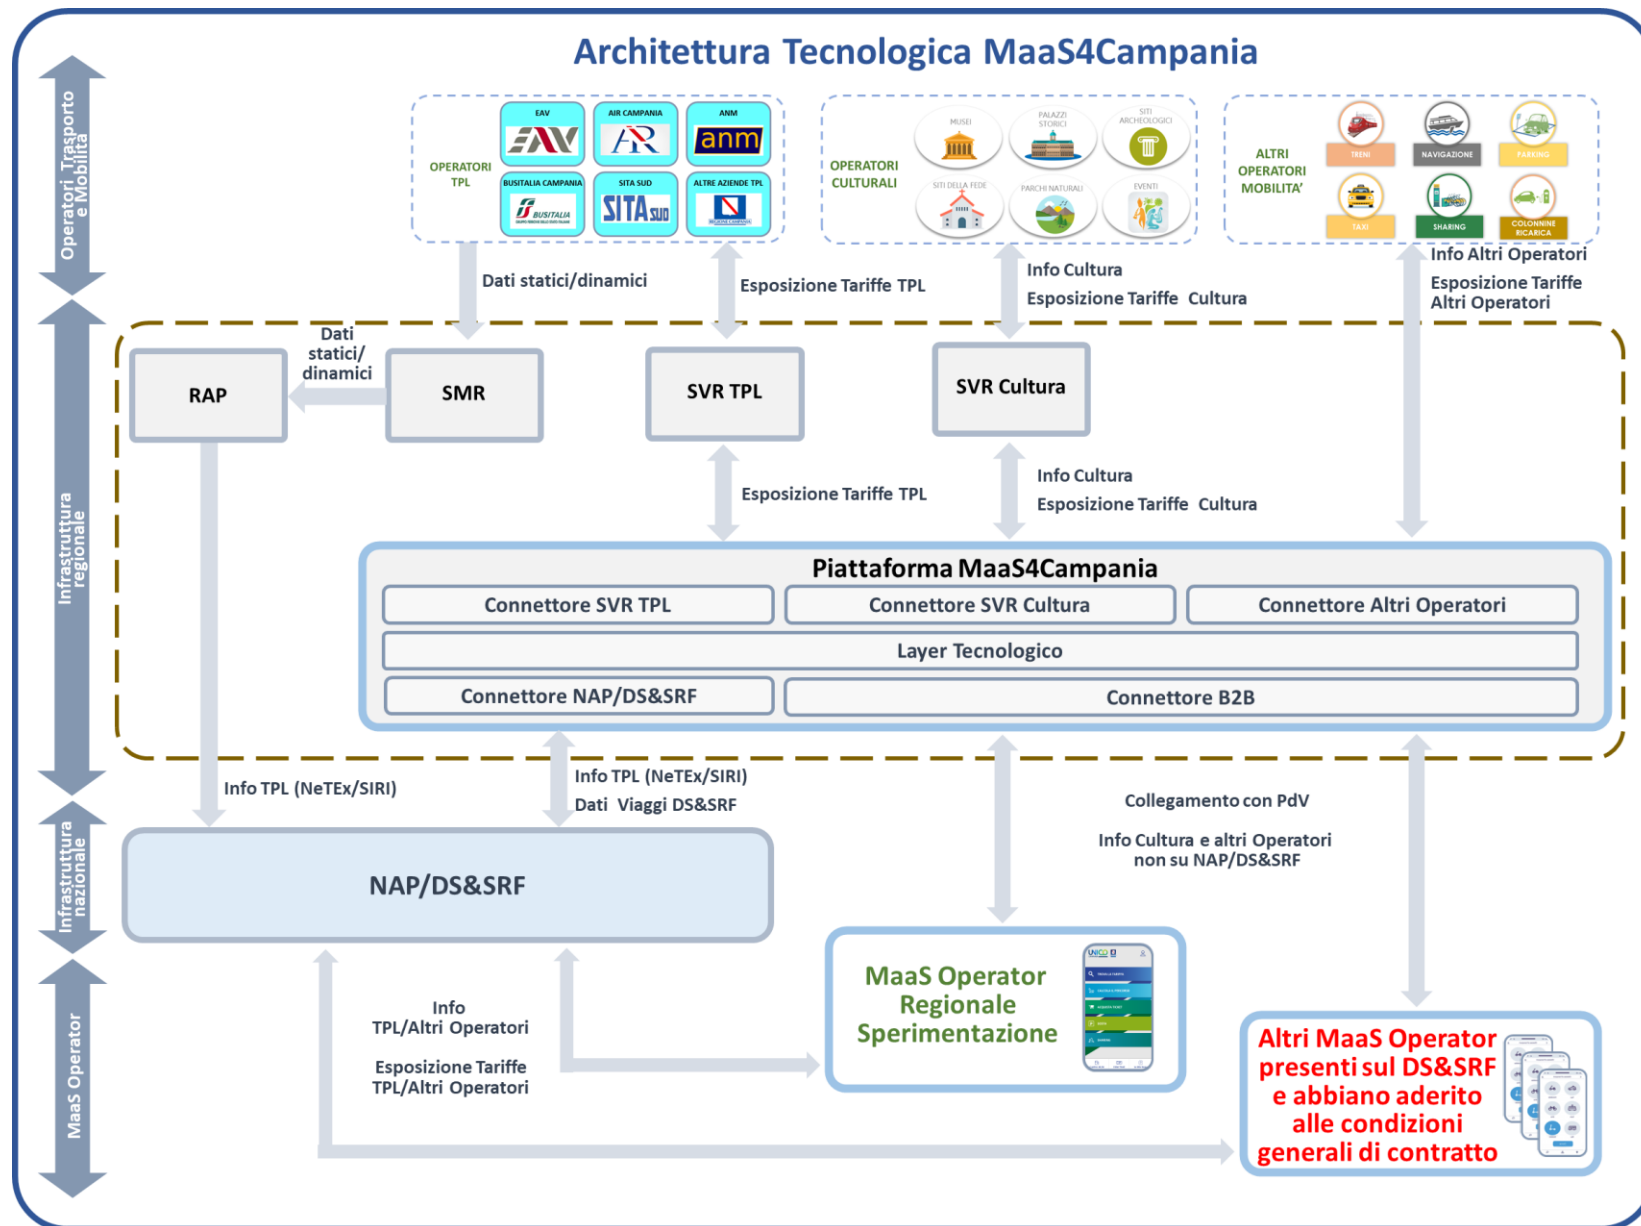 Architettura Tecnologica MaaS4Campania
Operatori Trasporto
e Mobilità
Infrastruttura
regionale
Infrastruttura
nazionale
MaaS Operator
OPERATORI
TPL
EAV
EAV
AIR CAMPANIA
ANM
anm
BUSITALIA CAMPANIA
BUSITALIA
SITA SUD
SITA SUD
ALTRE AZIENDE TPL
REGIONE CAMPANIA
OPERATORI
CULTURALI
MUSEI
PALAZZI
STORICI
SITI
ARCHEOLOGICI
SITI DELLA FEDE
PARCHI NATURALI
EVENTI
ALTRI
OPERATORI
MOBILITA'
TRENI
NAVIGAZIONE
PARKING
TAXI
SHARING
COLONNINE
RICARICA
Dati statici/dinamici
Esposizione Tariffe TPL
Info Cultura
Esposizione Tariffe Cultura
Info Altri Operatori
Esposizione Tariffe
Altri Operatori
RAP
Dati
statici/
dinamici
SMR
SVR TPL
SVR Cultura
Esposizione Tariffe TPL
Info Cultura
Esposizione Tariffe Cultura
Piattaforma MaaS4Campania
Connettore SVR TPL
Connettore SVR Cultura
Connettore Altri Operatori
Layer Tecnologico
Connettore NAP/DS&SRF
Connettore B2B
Info TPL (NeTEx/SIRI)
Info TPL (NeTEx/SIRI)
Dati Viaggi DS&SRF
Collegamento con PdV
Info Cultura e altri Operatori
non su NAP/DS&SRF
NAP/DS&SRF
Info
TPL/Altri Operatori
Esposizione Tariffe
TPL/Altri Operatori
MaaS Operator
Regionale
Sperimentazione
UNICO
Altri MaaS Operator
presenti sul DS&SRF
e abbiano aderito
alle condizioni
generali di contratto